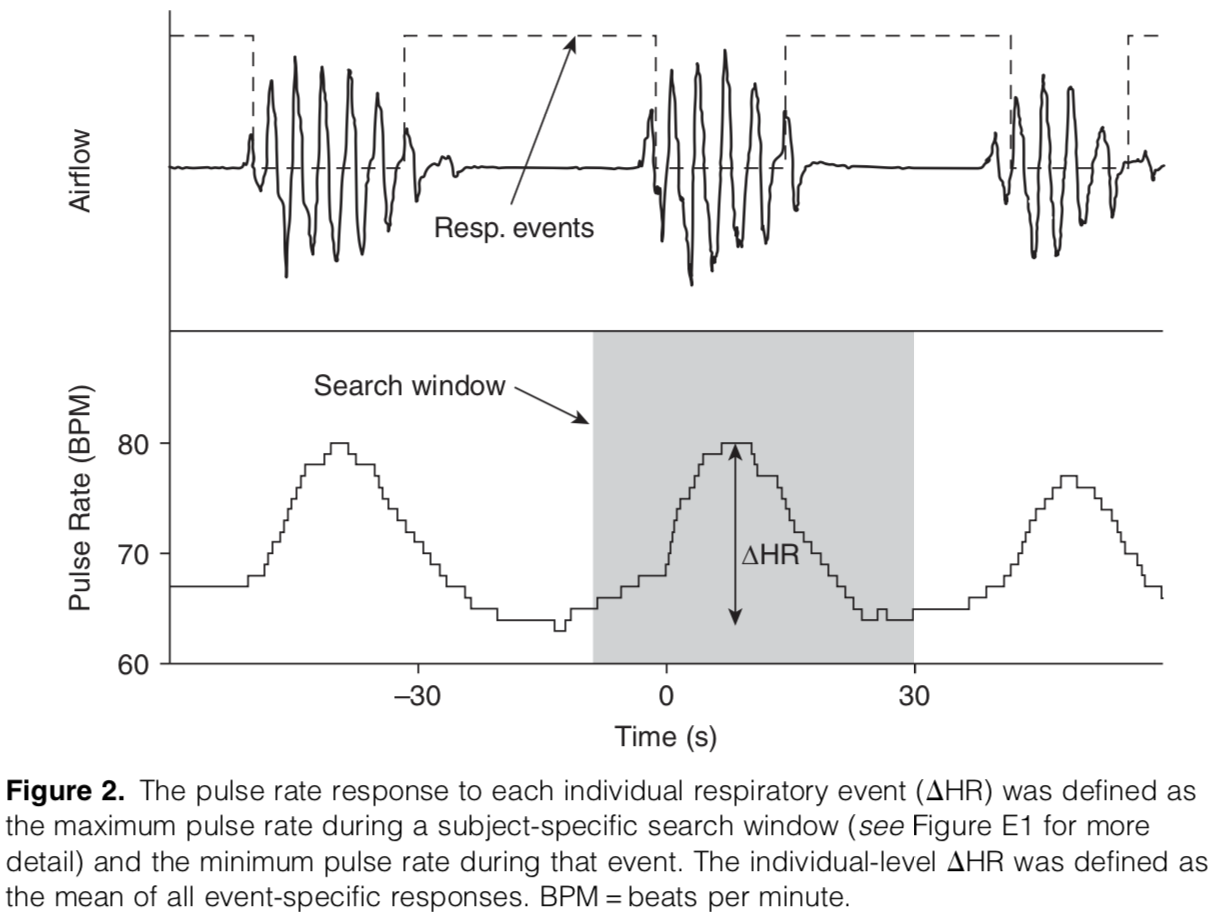 Airflow
Resp. events
Search window
Pulse Rate (BPM)
80
70
60
ΔHR
–30
0
30
Time (s)
Figure 2. The pulse rate response to each individual respiratory event (ΔHR) was defined as
the maximum pulse rate during a subject-specific search window (see Figure E1 for more
detail) and the minimum pulse rate during that event. The individual-level ΔHR was defined as
the mean of all event-specific responses. BPM = beats per minute.